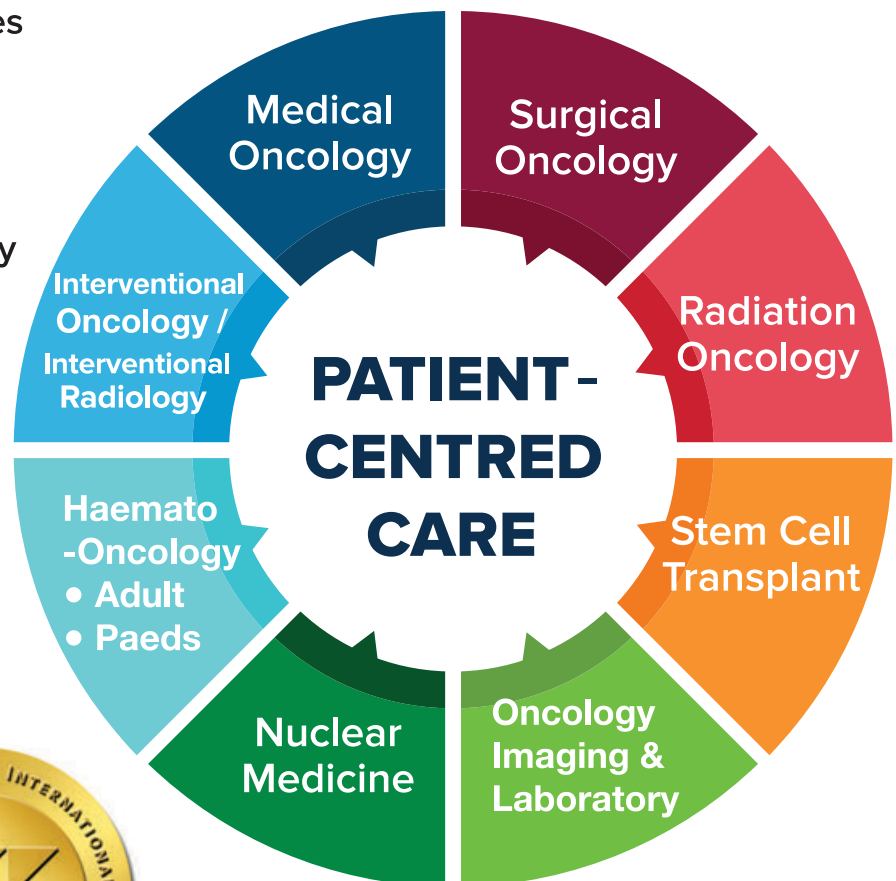 Medical
Oncology
Surgical
Oncology
Radiation
Oncology
Stem Cell
Transplant
Oncology
Imaging &
Laboratory
Nuclear
Medicine
Haemato
-Oncology
• Adult
• Paeds
Interventional
Oncology /
Interventional
Radiology
PATIENT-
CENTRED
CARE
INTERNATIONAL